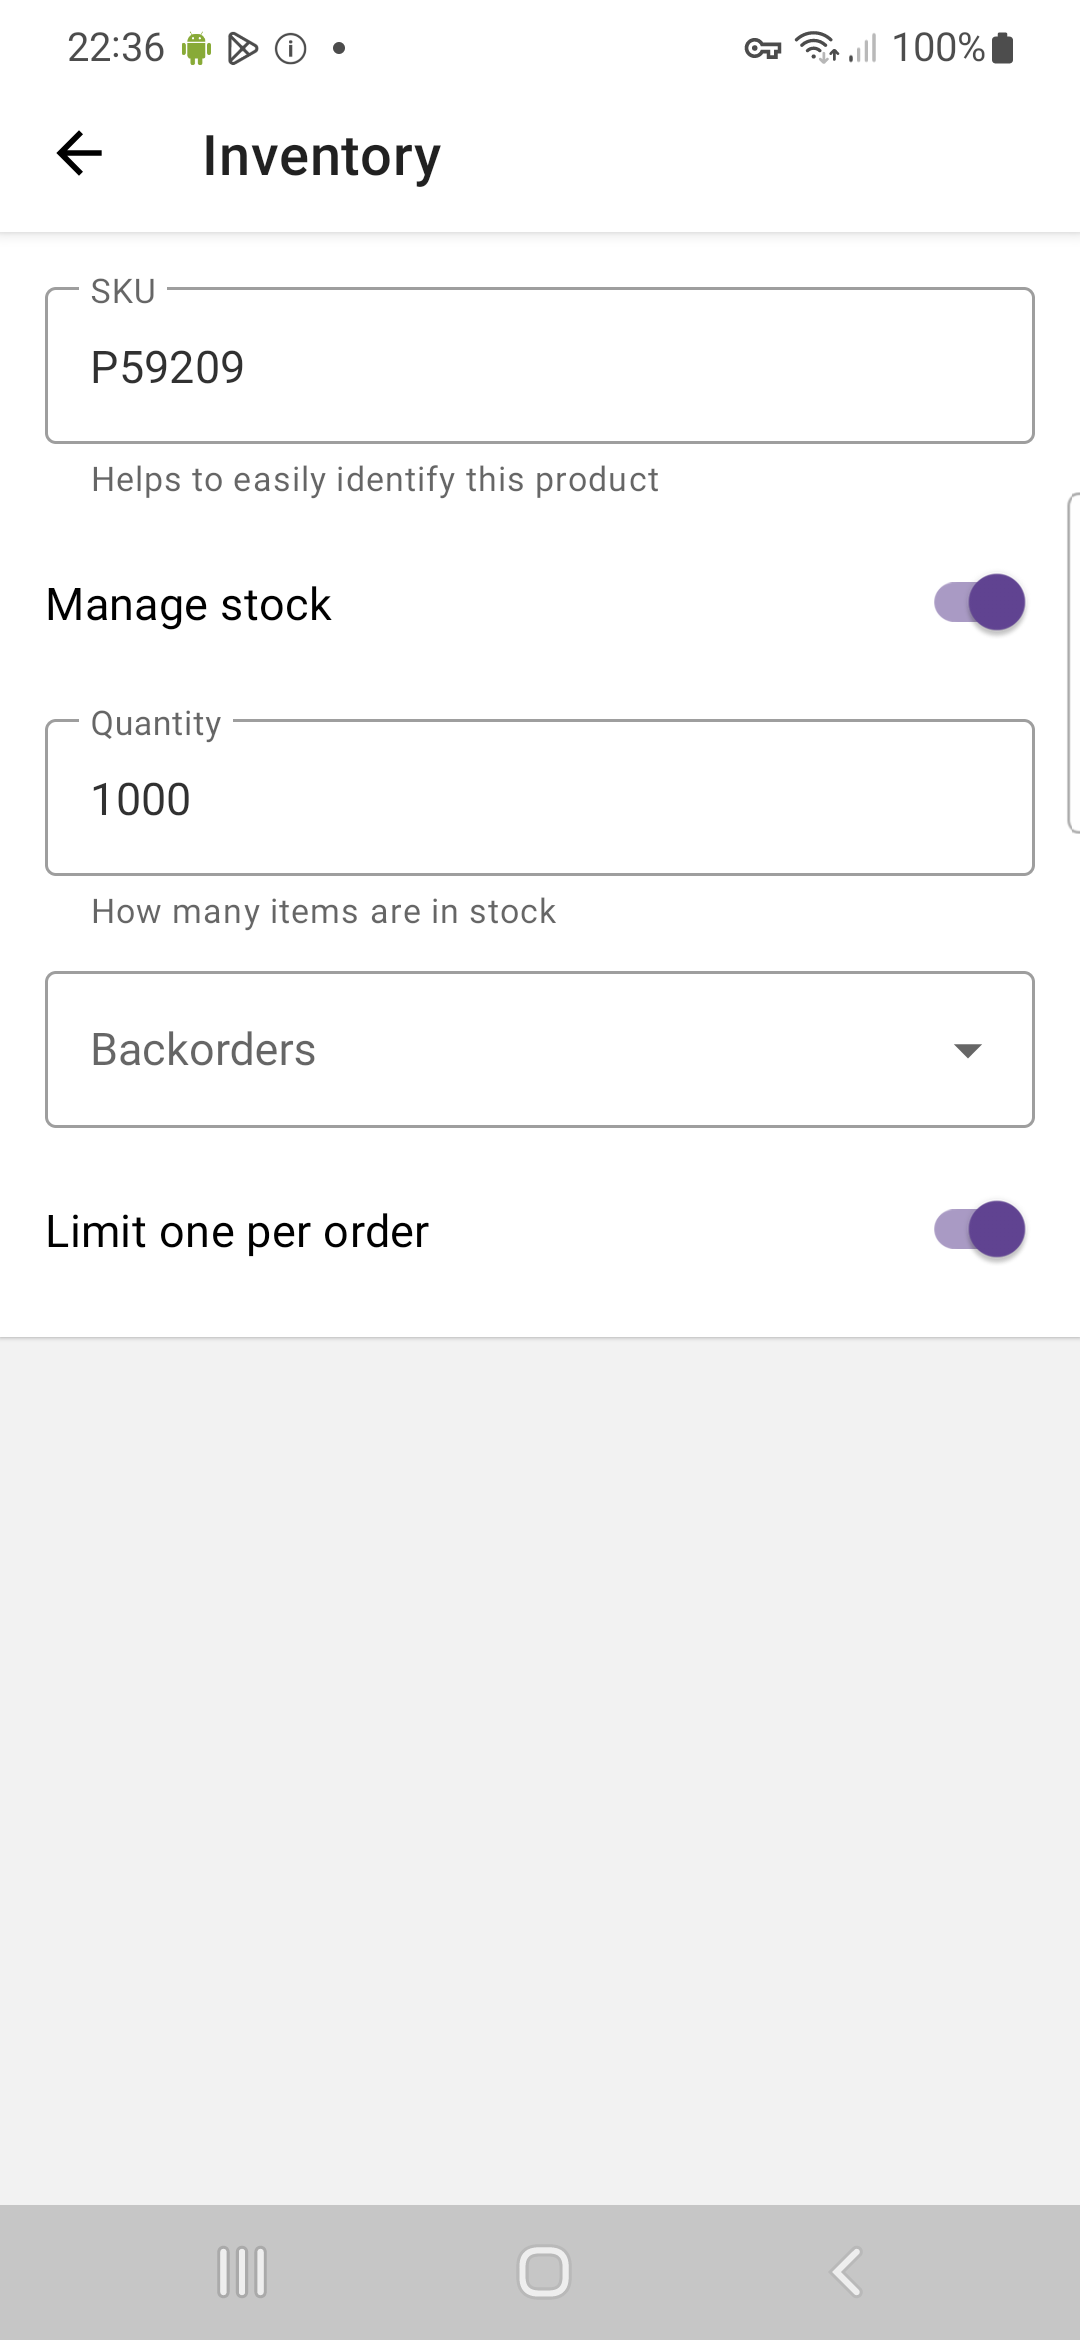 22:36
100%
Inventory
SKU
P59209
Helps to easily identify this product
Manage stock
Quantity
1000
How many items are in stock
Backorders
Limit one per order